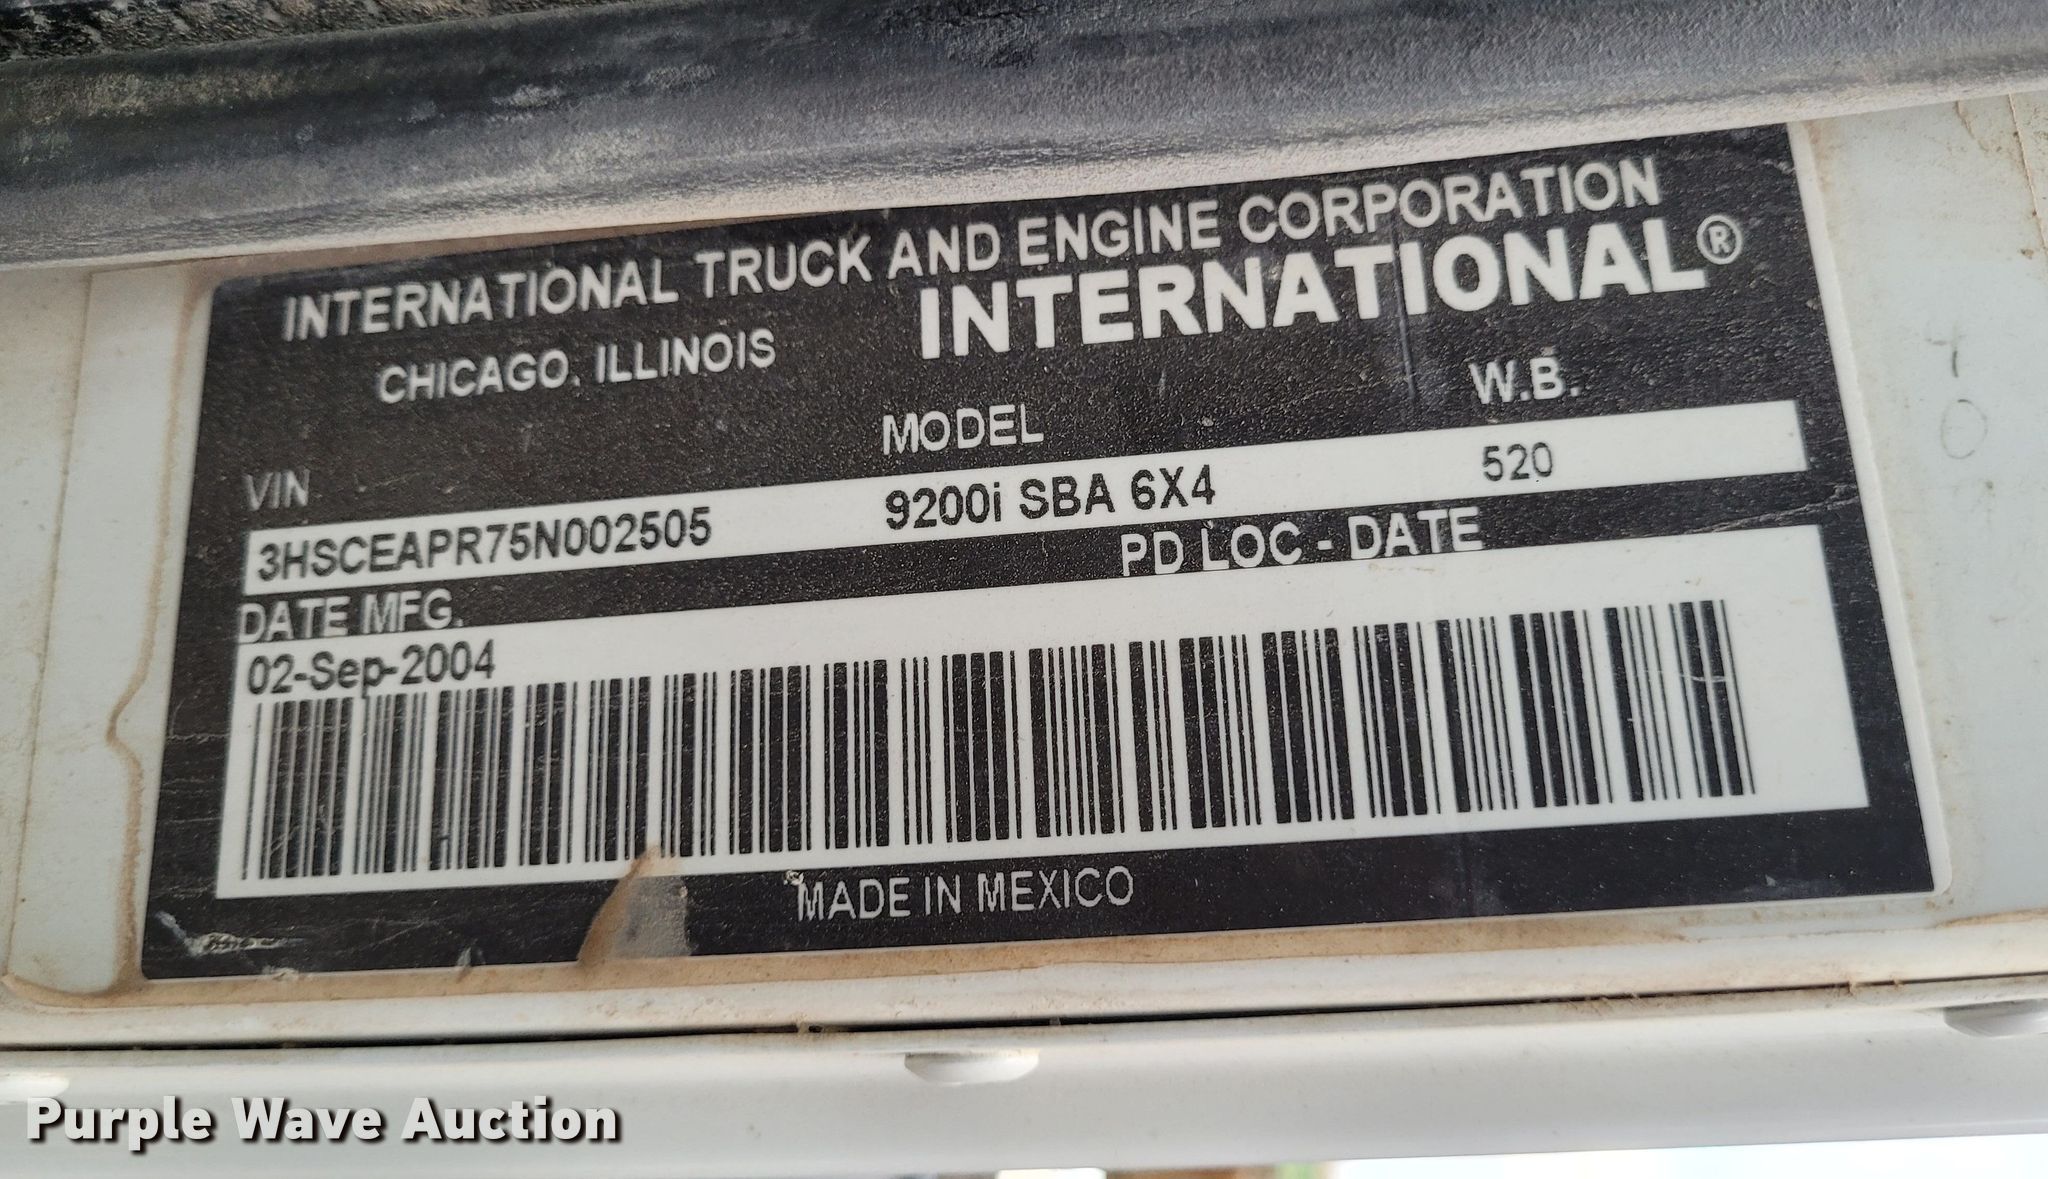 INTERNATIONAL TRUCK AND ENGINE CORPORATION
CHICAGO, ILLINOIS INTERNATIONAL®
VIN MODEL W.B.
3HSCEAPR75N002505 9200i SBA 6X4 520
DATE MFG. PD LOC - DATE
02-Sep-2004
MADE IN MEXICO
Purple Wave Auction